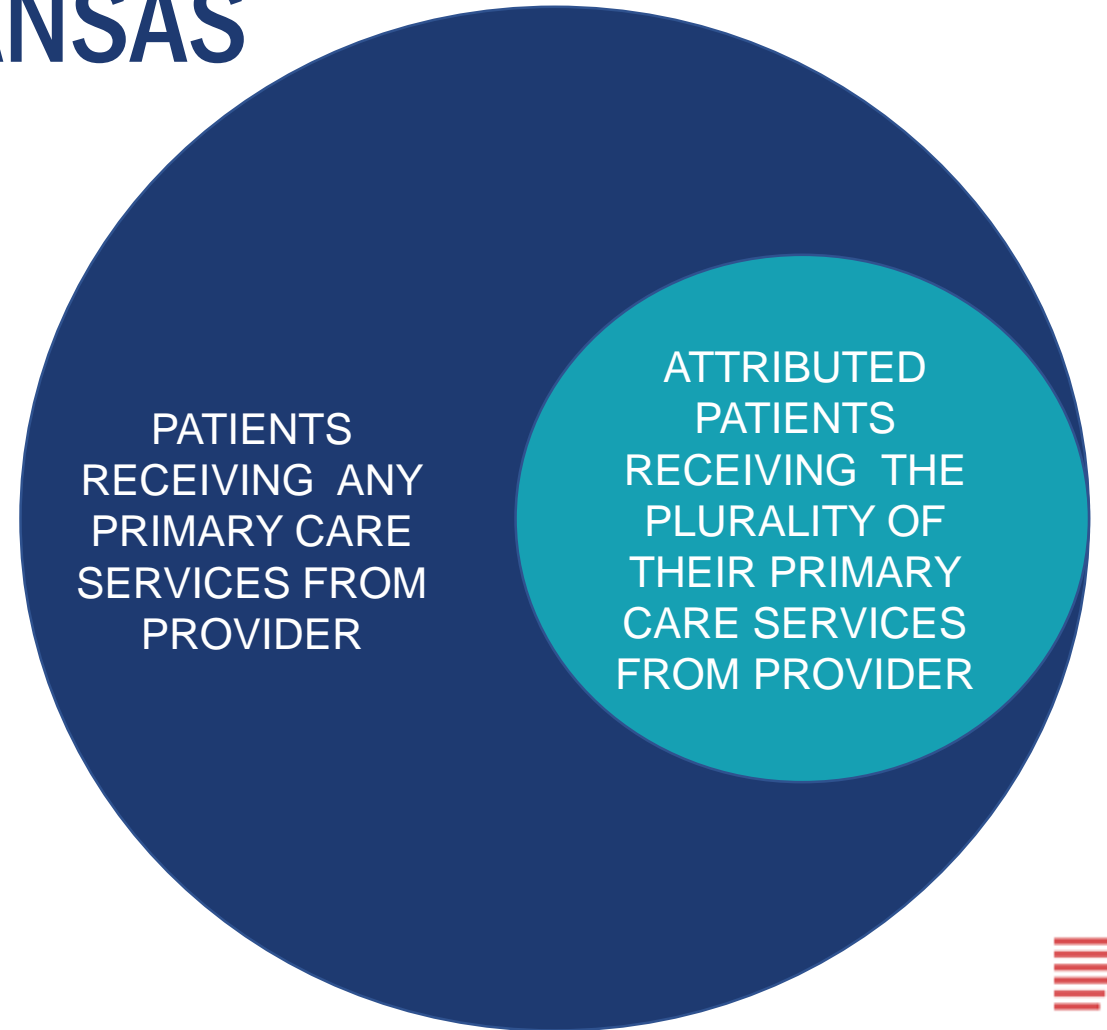 ANSAS
PATIENTS
RECEIVING ANY
PRIMARY CARE
SERVICES FROM
PROVIDER
ATTRIBUTED
PATIENTS
RECEIVING THE
PLURALITY OF
THEIR PRIMARY
CARE SERVICES
FROM PROVIDER